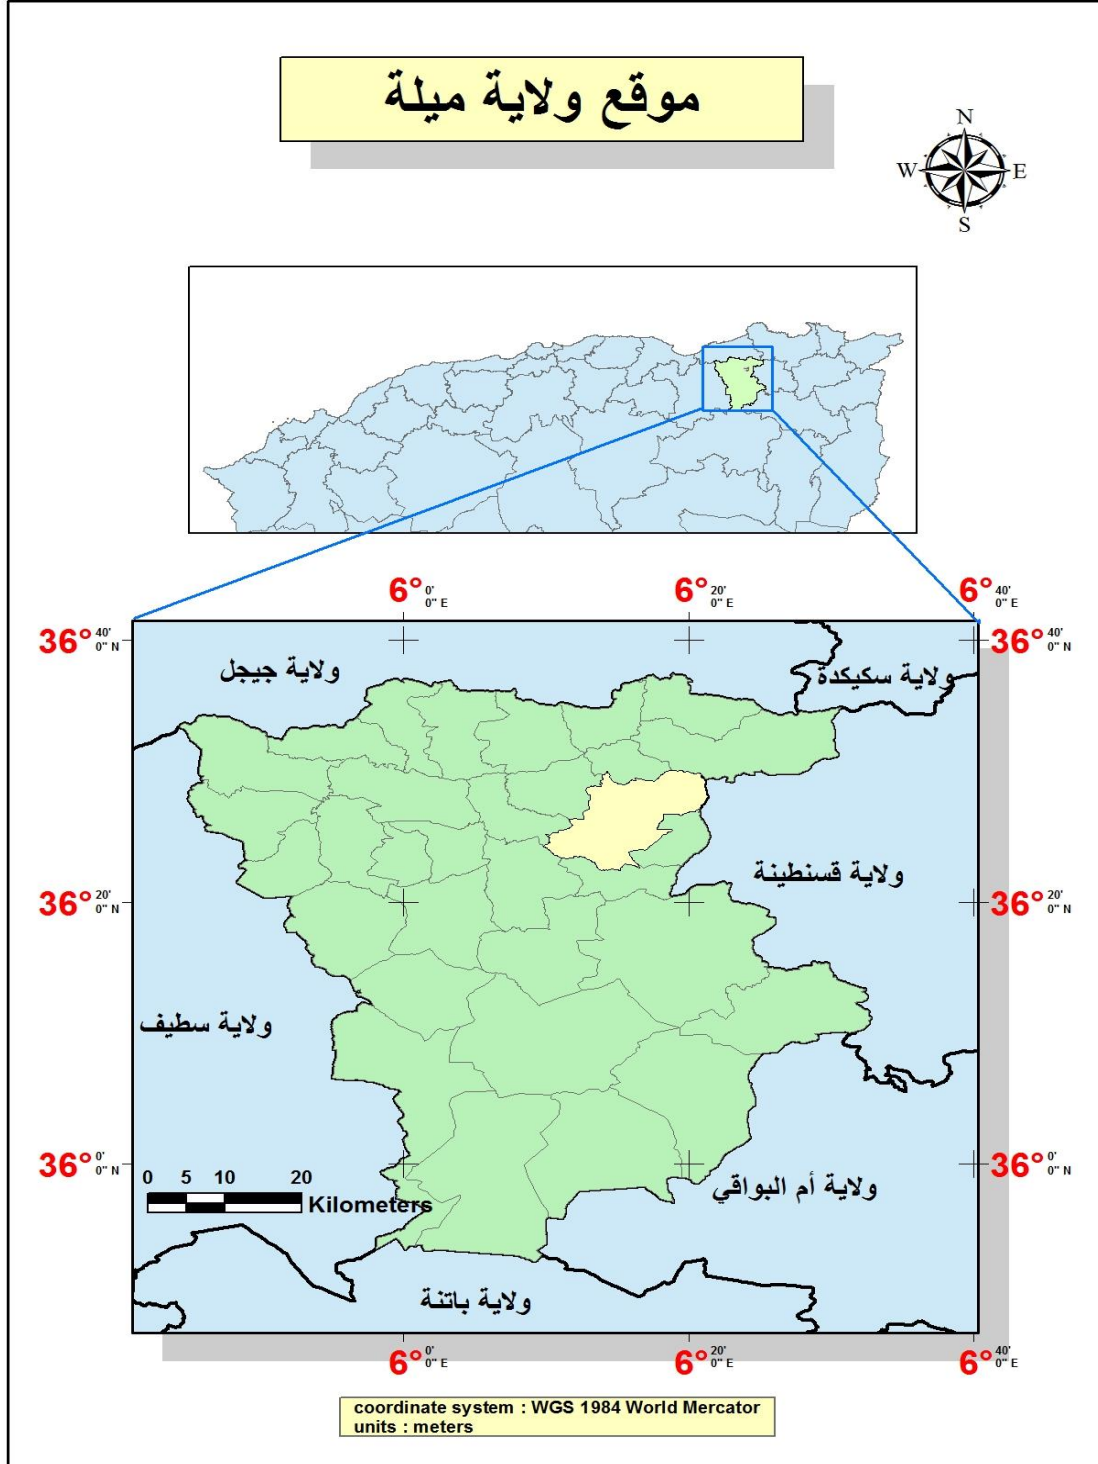 موقع ولاية ميلة
N
W E
S
6° 0' 0" E
6° 20' 0" E
6° 40' 0" E
36° 40' 0" N
36° 40' 0" N
ولاية جيجل
ولاية سكيكدة
ولاية قسنطينة
36° 20' 0" N
36° 20' 0" N
ولاية سطيف
36° 0' 0" N
36° 0' 0" N
ولاية أم البواقي
0 5 10 20
Kilometers
ولاية باتنة
6° 0' 0" E
6° 20' 0" E
6° 40' 0" E
coordinate system : WGS 1984 World Mercator
units : meters